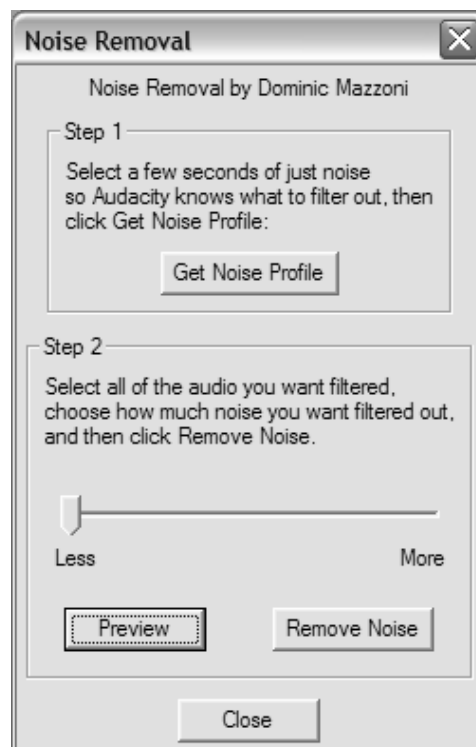 Noise Removal
Noise Removal by Dominic Mazzoni
Step 1
Select a few seconds of just noise
so Audacity knows what to filter out, then
click Get Noise Profile:
Get Noise Profile
Step 2
Select all of the audio you want filtered,
choose how much noise you want filtered out,
and then click Remove Noise.
Less More
Preview Remove Noise
Close